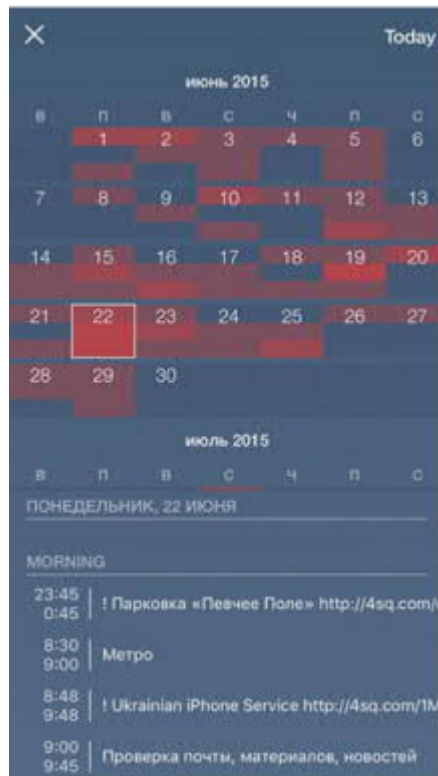 × Today
июнь 2015
в п в с ч п с
1 2 3 4 5 6
7 8 9 10 11 12 13
14 15 16 17 18 19 20
21 22 23 24 25 26 27
28 29 30
июль 2015
в п в с ч п с
ПОНЕДЕЛЬНИК, 22 ИЮНЯ
MORNING
23:45
0:45
! Парковка «Певчее Поле» http://4sq.com/
8:30
9:00
Метро
8:48
9:48
! Ukrainian iPhone Service http://4sq.com/1M
9:00
9:45
Проверка почты, материалов, новостей